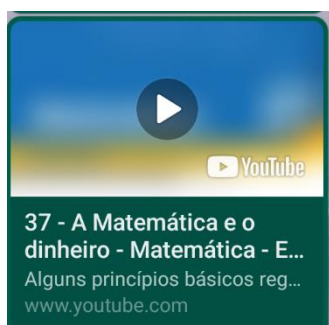 YouTube
37 - A Matemática e o
dinheiro - Matemática - E...
Alguns princípios básicos reg...
www.youtube.com